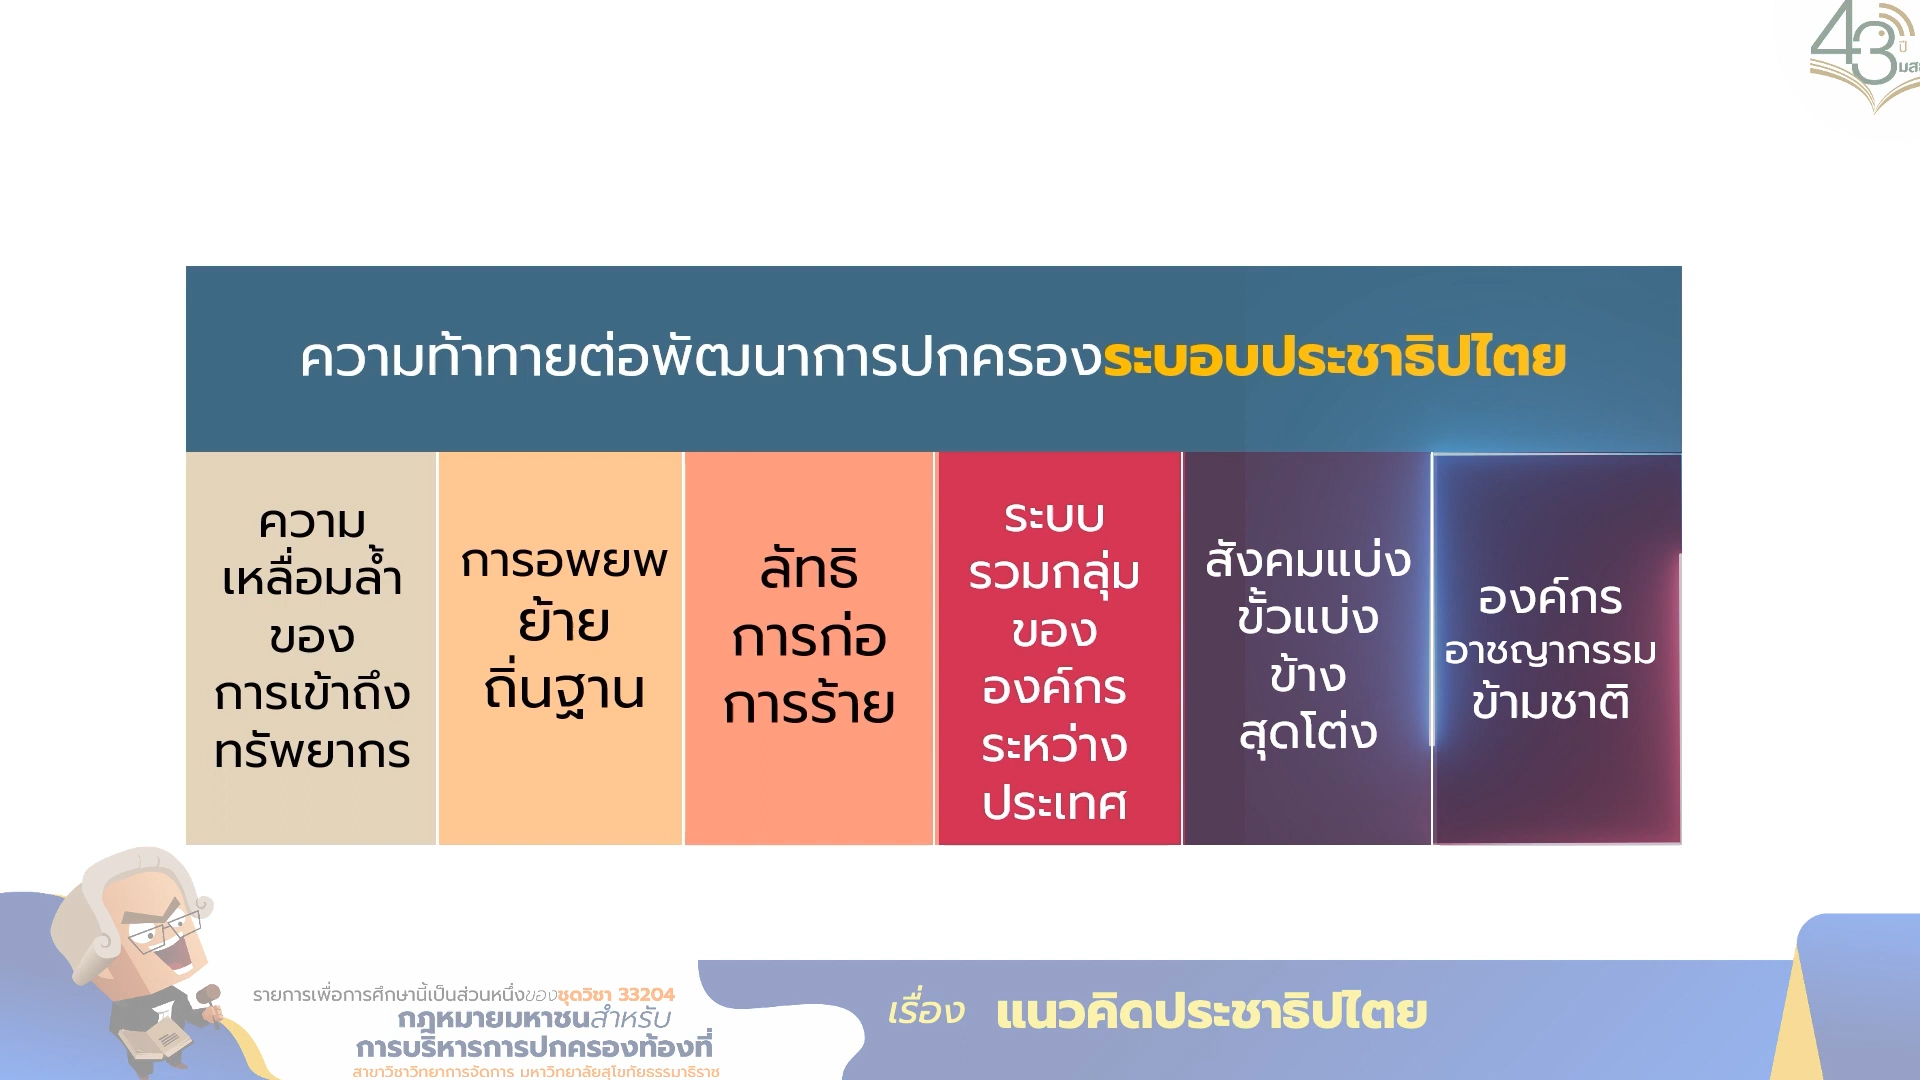 43
ปี
มสธ
ความท้าทายต่อพัฒนาการปกครองระบอบประชาธิปไตย
ความ
เหลื่อมล้ำ
ของ
การเข้าถึง
ทรัพยากร
การอพยพ
ย้าย
ถิ่นฐาน
ลัทธิ
การก่อ
การร้าย
ระบบ
รวมกลุ่ม
ของ
องค์กร
ระหว่าง
ประเทศ
สังคมแบ่ง
ขั้วแบ่ง
ข้าง
สุดโต่ง
องค์กร
อาชญากรรม
ข้ามชาติ
รายการเพื่อการศึกษานี้เป็นส่วนหนึ่งของชุดวิชา 33204
กฎหมายมหาชนสำหรับ
การบริหารการปกครองท้องที่
สาขาวิชาวิทยาการจัดการ มหาวิทยาลัยสุโขทัยธรรมาธิราช
เรื่อง แนวคิดประชาธิปไตย